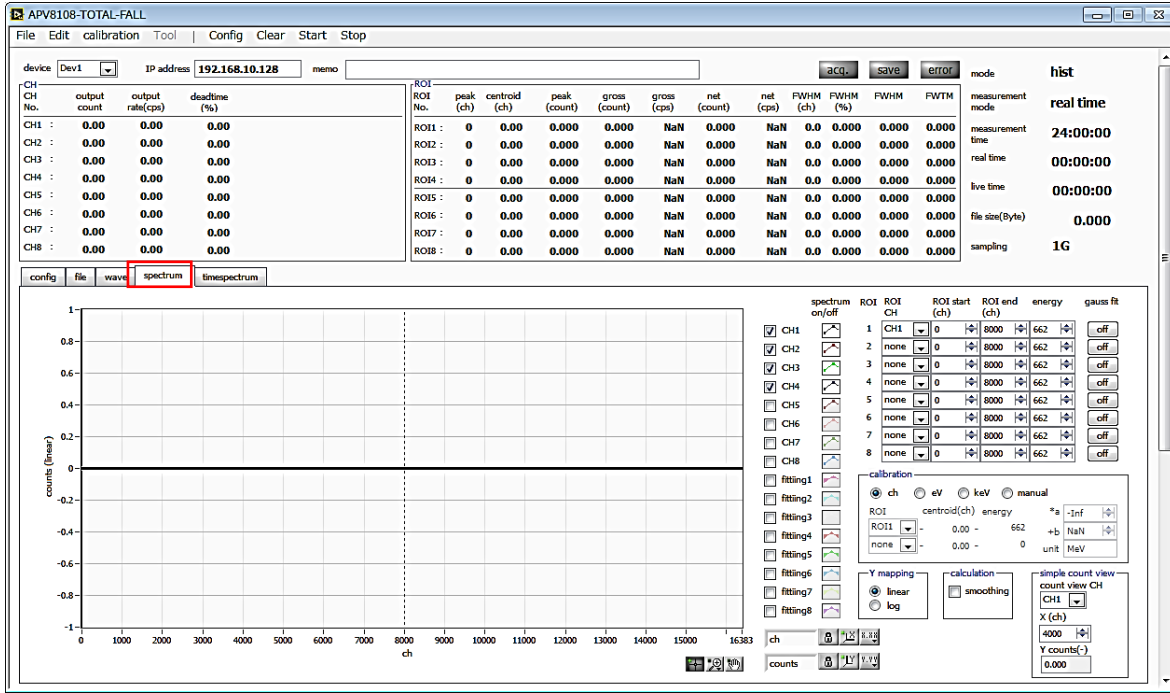 APV8108-TOTAL-FALL
File Edit calibration Tool | Config Clear Start Stop
device Dev1 IP address 192.168.10.128 memo acq. save error mode hist
CH ROI
CH No. output count output rate(cps) deadtime (%) ROI No. peak (ch) centroid (ch) peak (count) gross (count) gross (cps) net (count) net (cps) FWHM (ch) FWHM (%) FWHM FWTM measurement mode real time
CH1 : 0.00 0.00 0.00 ROI1 : 0 0.00 0.000 0.000 NaN 0.000 NaN 0.0 0.000 0.000 0.000 measurement time 24:00:00
CH2 : 0.00 0.00 0.00 ROI2 : 0 0.00 0.000 0.000 NaN 0.000 NaN 0.0 0.000 0.000 0.000
CH3 : 0.00 0.00 0.00 ROI3 : 0 0.00 0.000 0.000 NaN 0.000 NaN 0.0 0.000 0.000 0.000 real time 00:00:00
CH4 : 0.00 0.00 0.00 ROI4 : 0 0.00 0.000 0.000 NaN 0.000 NaN 0.0 0.000 0.000 0.000 live time 00:00:00
CH5 : 0.00 0.00 0.00 ROI5 : 0 0.00 0.000 0.000 NaN 0.000 NaN 0.0 0.000 0.000 0.000
CH6 : 0.00 0.00 0.00 ROI6 : 0 0.00 0.000 0.000 NaN 0.000 NaN 0.0 0.000 0.000 0.000 file size(Byte) 0.000
CH7 : 0.00 0.00 0.00 ROI7 : 0 0.00 0.000 0.000 NaN 0.000 NaN 0.0 0.000 0.000 0.000
CH8 : 0.00 0.00 0.00 ROI8 : 0 0.00 0.000 0.000 NaN 0.000 NaN 0.0 0.000 0.000 0.000 sampling 1G
config file wave spectrum timespectrum
counts (linear)
1
0.8
0.6
0.4
0.2
0
-0.2
-0.4
-0.6
-0.8
-1
0 1000 2000 3000 4000 5000 6000 7000 8000 9000 10000 11000 12000 13000 14000 15000 16383
ch
spectrum on/off
CH1
CH2
CH3
CH4
CH5
CH6
CH7
CH8
fittiing1
fittiing2
fittiing3
fittiing4
fittiing5
fittiing6
fittiing7
fittiing8
ch
counts
ROI ROI CH ROI start (ch) ROI end (ch) energy gauss fit
1 CH1 0 8000 662 off
2 none 0 8000 662 off
3 none 0 8000 662 off
4 none 0 8000 662 off
5 none 0 8000 662 off
6 none 0 8000 662 off
7 none 0 8000 662 off
8 none 0 8000 662 off
calibration
ch eV keV manual
ROI centroid(ch) energy *a -Inf
ROI1 - 0.00 - 662 +b NaN
none - 0.00 - 0 unit MeV
Y mapping
linear
log
calculation
smoothing
simple count view
count view CH
CH1
X (ch)
4000
Y counts(-)
0.000